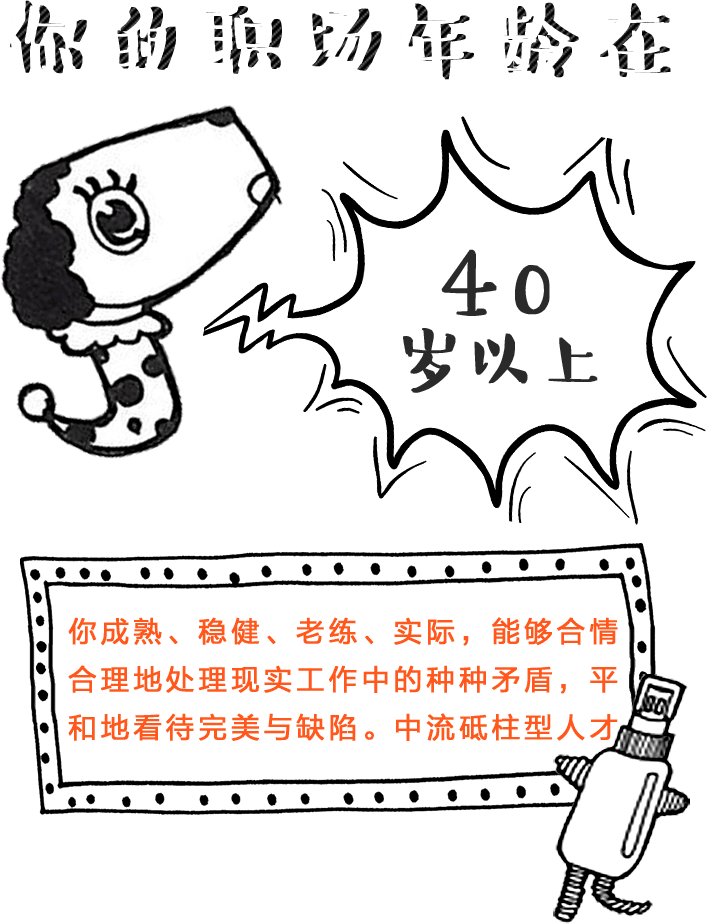 你的职场年龄在
40
岁以上
你成熟、稳健、老练、实际，能够合情
合理地处理现实工作中的种种矛盾，平
和地看待完美与缺陷。中流砥柱型人才